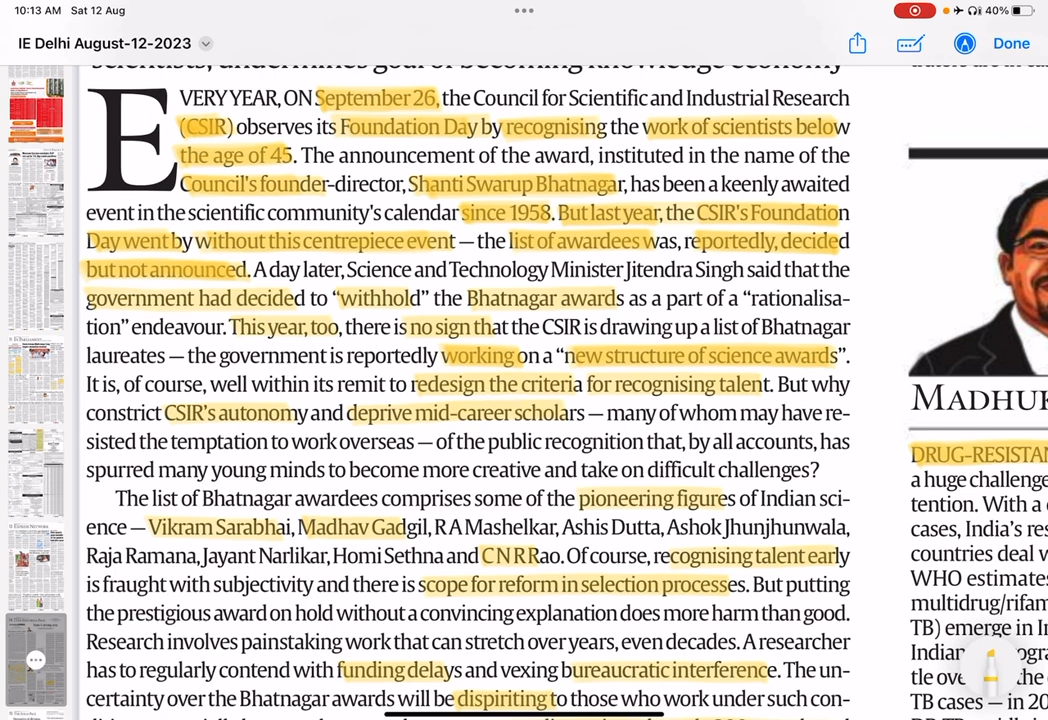 10:13 AM Sat 12 Aug
40%
IE Delhi August-12-2023
Done
scientists, undermines goal of becoming knowledge economy
EVERY YEAR, ON September 26, the Council for Scientific and Industrial Research
(CSIR) observes its Foundation Day by recognising the work of scientists below
the age of 45. The announcement of the award, instituted in the name of the
Council's founder-director, Shanti Swarup Bhatnagar, has been a keenly awaited
event in the scientific community's calendar since 1958. But last year, the CSIR's Foundation
Day went by without this centrepiece event — the list of awardees was, reportedly, decided
but not announced. A day later, Science and Technology Minister Jitendra Singh said that the
government had decided to “withhold” the Bhatnagar awards as a part of a “rationalisa-
tion” endeavour. This year, too, there is no sign that the CSIR is drawing up a list of Bhatnagar
laureates — the government is reportedly working on a “new structure of science awards”.
It is, of course, well within its remit to redesign the criteria for recognising talent. But why
constrict CSIR's autonomy and deprive mid-career scholars — many of whom may have re-
sisted the temptation to work overseas — of the public recognition that, by all accounts, has
spurred many young minds to become more creative and take on difficult challenges?
The list of Bhatnagar awardees comprises some of the pioneering figures of Indian sci-
ence — Vikram Sarabhai, Madhav Gadgil, R A Mashelkar, Ashis Dutta, Ashok Jhunjhunwala,
Raja Ramana, Jayant Narlikar, Homi Sethna and C N R Rao. Of course, recognising talent early
is fraught with subjectivity and there is scope for reform in selection processes. But putting
the prestigious award on hold without a convincing explanation does more harm than good.
Research involves painstaking work that can stretch over years, even decades. A researcher
has to regularly contend with funding delays and vexing bureaucratic interference. The un-
certainty over the Bhatnagar awards will be dispiriting to those who work under such con-
MADHUK
DRUG-RESISTAN
a huge challenge
tention. With a
cases, India's res
countries deal w
WHO estimates
multidrug/rifam
TB) emerge in In
Indian
tle ove the
TB cases — in 20